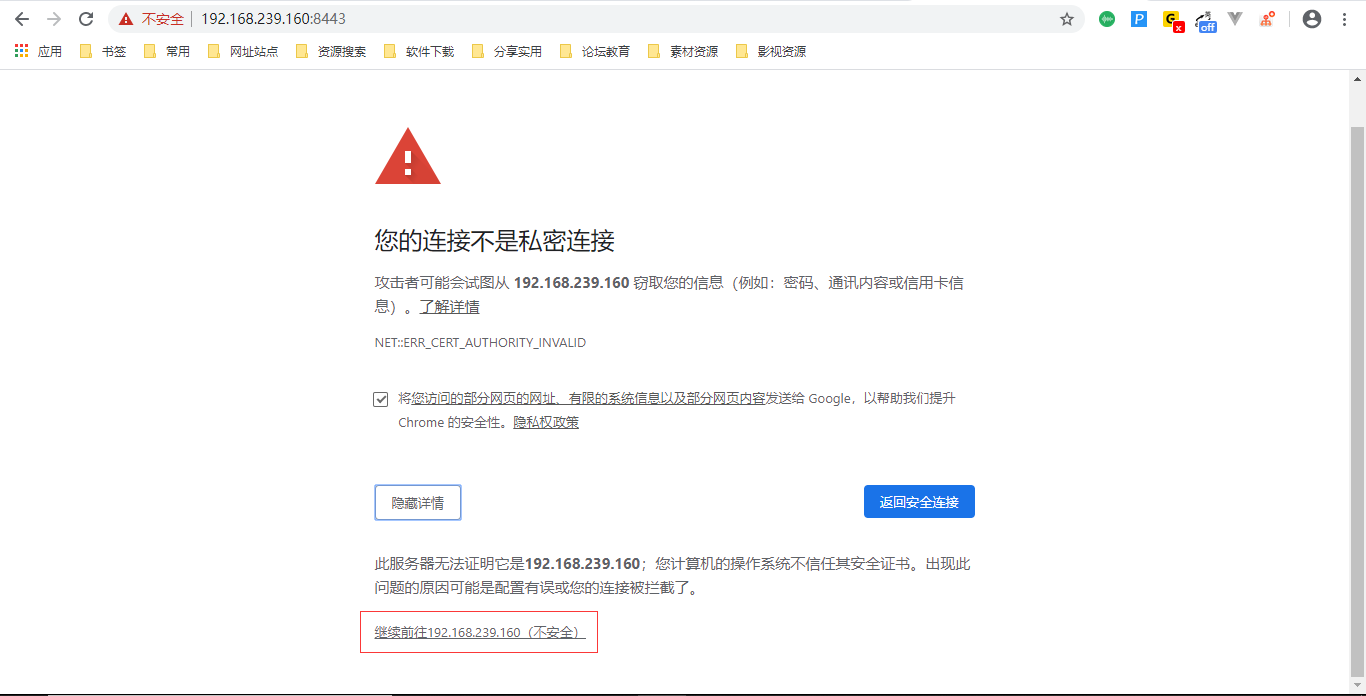 不安全 192.168.239.160:8443
应用 书签 常用 网址站点 资源搜索 软件下载 分享实用 论坛教育 素材资源 影视资源
您的连接不是私密连接
攻击者可能会试图从 192.168.239.160 窃取您的信息（例如：密码、通讯内容或信用卡信
息）。了解详情
NET::ERR_CERT_AUTHORITY_INVALID
将您访问的部分网页的网址、有限的系统信息以及部分网页内容发送给 Google，以帮助我们提升
Chrome 的安全性。隐私权政策
隐藏详情 返回安全连接
此服务器无法证明它是192.168.239.160；您计算机的操作系统不信任其安全证书。出现此
问题的原因可能是配置有误或您的连接被拦截了。
继续前往192.168.239.160（不安全）